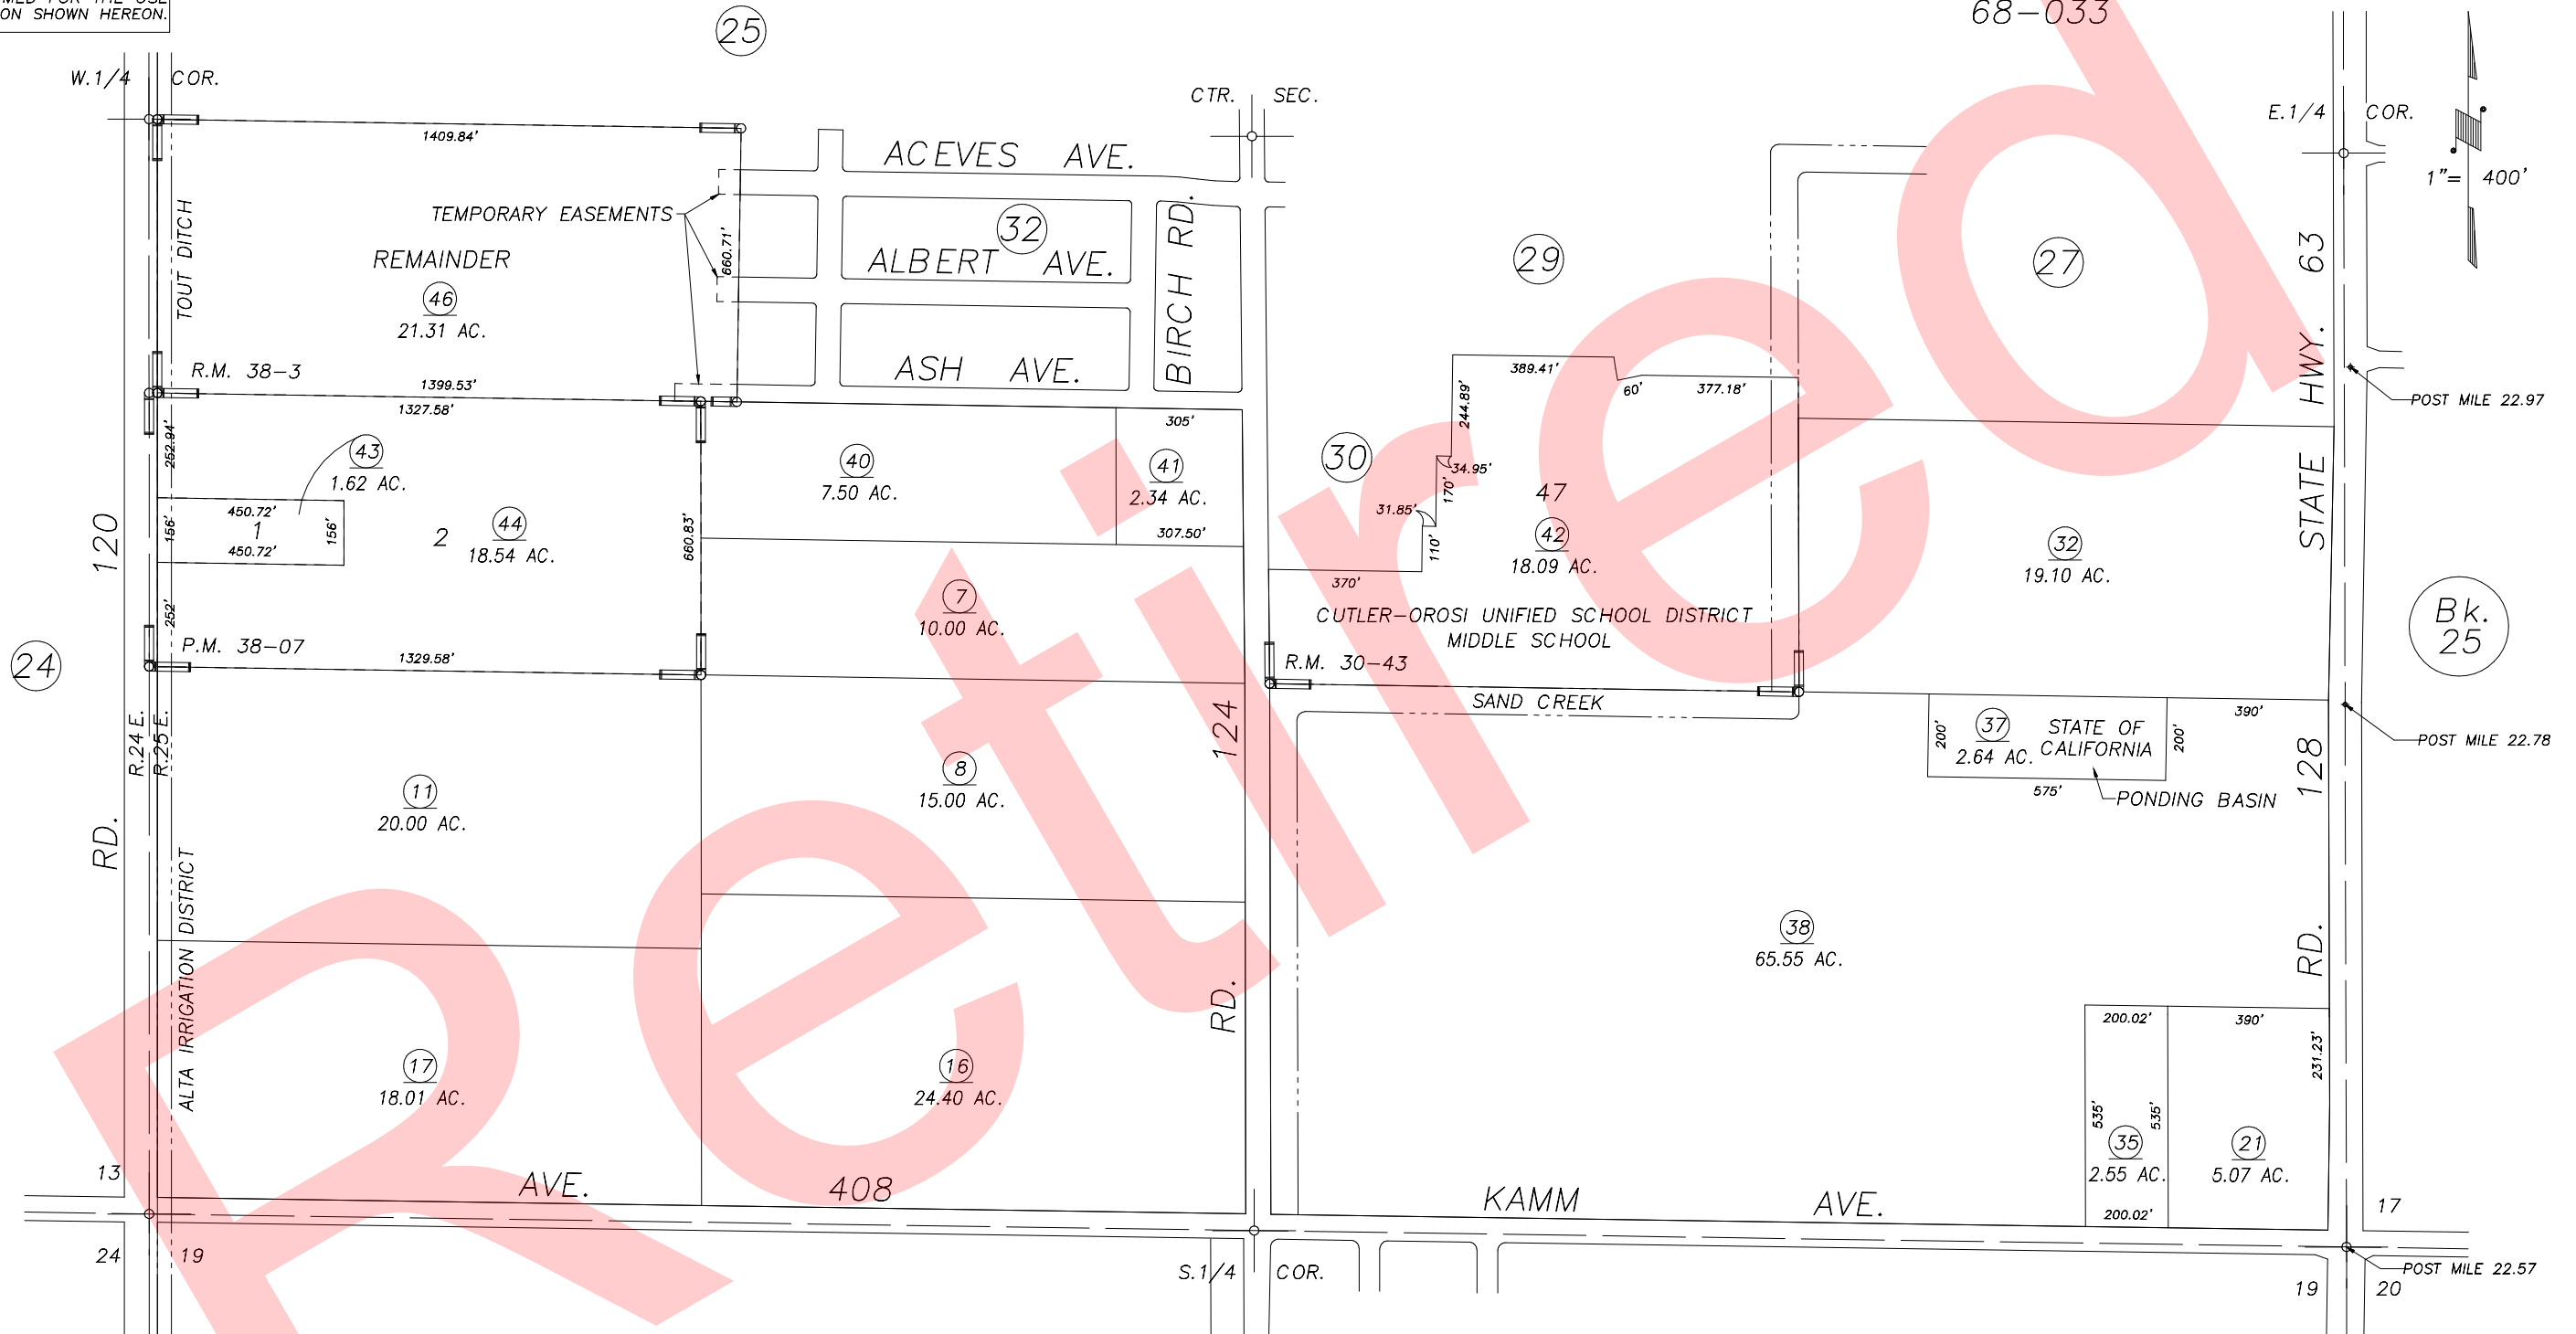 ON SHOWN HEREON.
68-033
25
W.1/4 COR.
CTR. SEC.
E.1/4 COR.
1"= 400'
1409.84'
ACEVES AVE.
TEMPORARY EASEMENTS
32
TOUT DITCH
660.71'
BIRCH RD.
REMAINDER
46
21.31 AC.
ALBERT AVE.
29
27
STATE HWY. 63
R.M. 38-3
1399.53'
1327.58'
ASH AVE.
389.41'
60'
377.18'
244.89'
POST MILE 22.97
252.94'
43
1.62 AC.
40
7.50 AC.
305'
41
2.34 AC.
307.50'
30
34.95'
170'
31.85'
110'
47
42
18.09 AC.
370'
32
19.10 AC.
450.72'
1
450.72'
156'
156'
2
44
18.54 AC.
660.83'
120
252'
7
10.00 AC.
CUTLER-OROSI UNIFIED SCHOOL DISTRICT
MIDDLE SCHOOL
Bk.
25
24
P.M. 38-07
1329.58'
R.M. 30-43
SAND CREEK
R.24 E.
R.25 E.
124
200'
37
2.64 AC.
STATE OF
CALIFORNIA
200'
390'
POST MILE 22.78
575'
PONDING BASIN
128
11
20.00 AC.
8
15.00 AC.
RD.
ALTA IRRIGATION DISTRICT
38
65.55 AC.
RD.
RD.
200.02'
390'
231.23'
17
18.01 AC.
16
24.40 AC.
535'
535'
35
2.55 AC.
200.02'
21
5.07 AC.
13
AVE. 408
KAMM AVE.
17
24
19
S.1/4 COR.
POST MILE 22.57
19
20
Retired